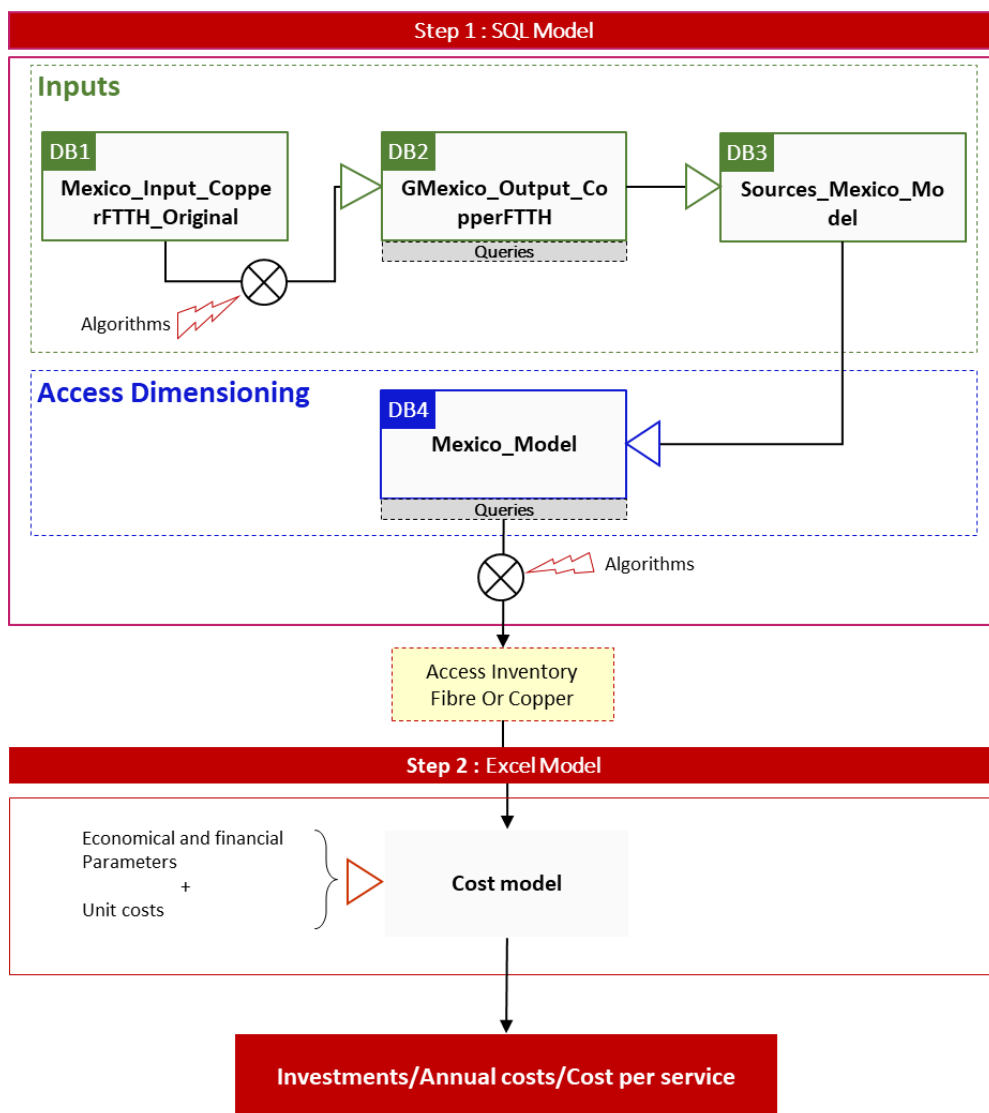 Step 1 : SQL Model
Inputs
DB1
Mexico_Input_Coppe
rFTTH_Original
DB2
GMexico_Output_Co
pperFTTH
Queries
DB3
Sources_Mexico_Mo
del
Algorithms
Access Dimensioning
DB4
Mexico_Model
Queries
Algorithms
Access Inventory
Fibre Or Copper
Step 2 : Excel Model
Economical and financial
Parameters
+
Unit costs
Cost model
Investments/Annual costs/Cost per service